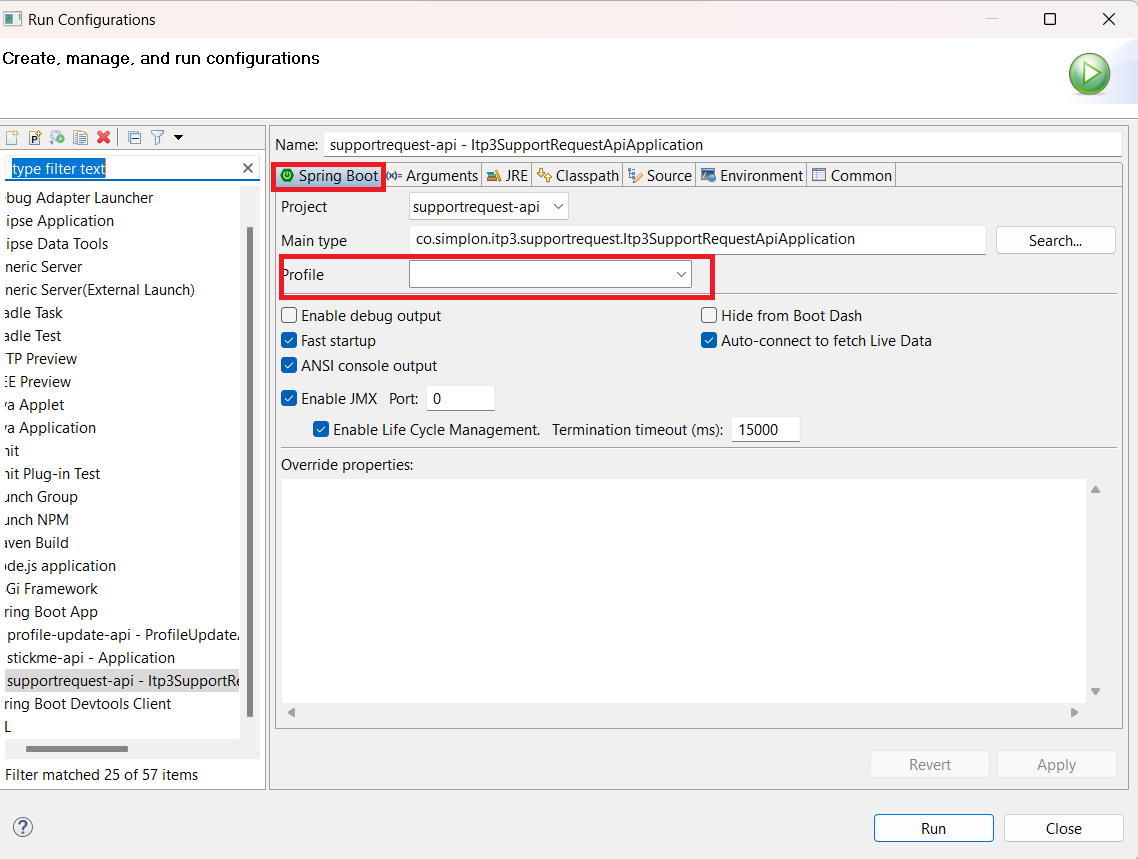 Run Configurations
Create, manage, and run configurations
type filter text
bug Adapter Launcher
ipse Application
ipse Data Tools
neric Server
neric Server(External Launch)
adle Task
adle Test
TP Preview
EE Preview
va Applet
va Application
nit
nit Plug-in Test
unch Group
unch NPM
aven Build
ode.js application
Gi Framework
ring Boot App
profile-update-api - ProfileUpdate
stickme-api - Application
supportrequest-api - Itp3SupportRe
ring Boot Devtools Client
L
Filter matched 25 of 57 items
Name: supportrequest-api - Itp3SupportRequestApiApplication
Spring Boot (x)= Arguments JRE Classpath Source Environment Common
Project supportrequest-api
Main type co.simplon.itp3.supportrequest.Itp3SupportRequestApiApplication Search...
Profile
Enable debug output Hide from Boot Dash
Fast startup Auto-connect to fetch Live Data
ANSI console output
Enable JMX Port: 0
Enable Life Cycle Management. Termination timeout (ms): 15000
Override properties:
Revert Apply
Run Close